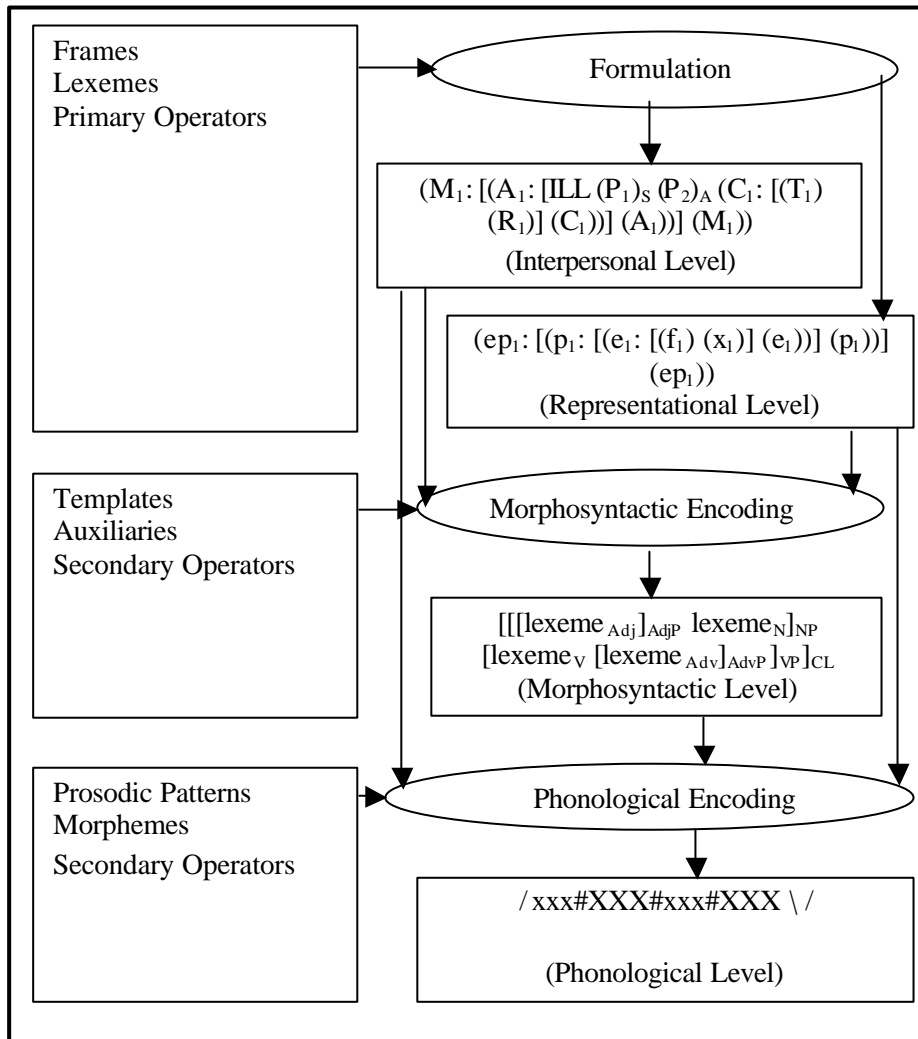 Frames
Lexemes
Primary Operators
Formulation
(M₁: [(A₁: [ILL (P₁)S (P₂)A (C₁: [(T₁)
(R₁)] (C₁))] (A₁))] (M₁))
(Interpersonal Level)
(ep₁: [(p₁: [(e₁: [(f₁) (x₁)] (e₁))] (p₁))]
(ep₁))
(Representational Level)
Templates
Auxiliaries
Secondary Operators
Morphosyntactic Encoding
[[[lexeme Adj]AdjP lexemeN]NP
[lexemeV [lexeme Adv]AdvP]VP]CL
(Morphosyntactic Level)
Prosodic Patterns
Morphemes
Secondary Operators
Phonological Encoding
/ xxx#XXX#xxx#XXX \ /
(Phonological Level)